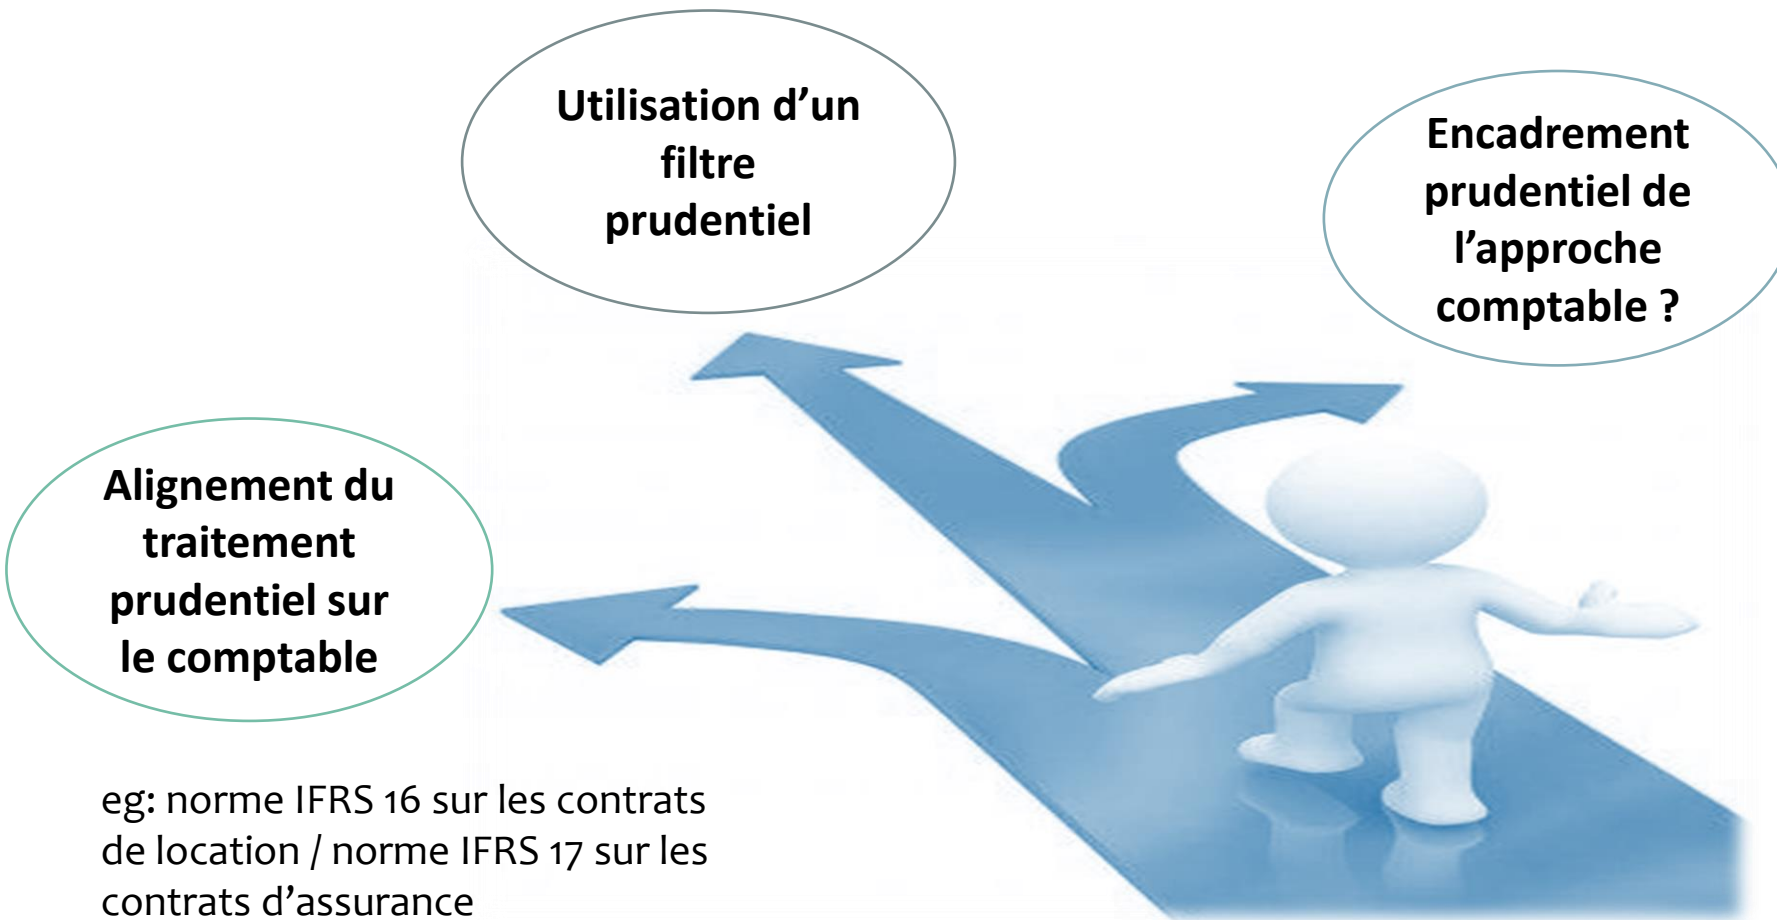 Utilisation d’un
filtre
prudentiel
Encadrement
prudentiel de
l’approche
comptable ?
Alignement du
traitement
prudentiel sur
le comptable
eg: norme IFRS 16 sur les contrats
de location / norme IFRS 17 sur les
contrats d’assurance